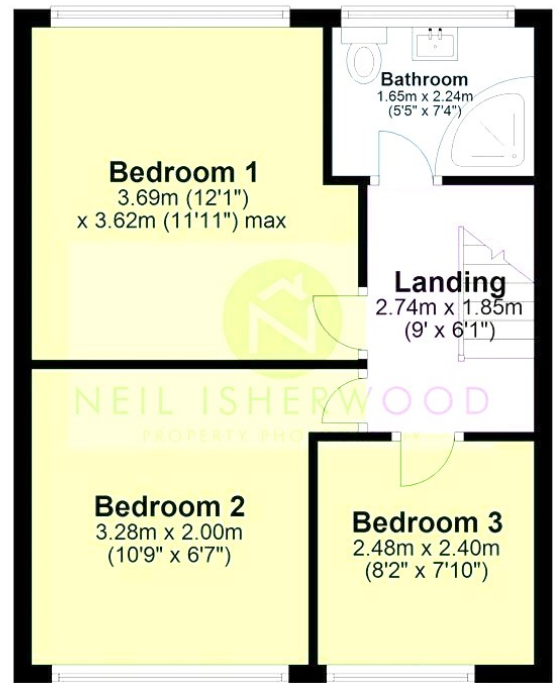 Bathroom
1.65m x 2.24m
(5'5" x 7'4")
Bedroom 1
3.69m (12'1")
x 3.62m (11'11") max
Landing
2.74m x 1.85m
(9' x 6'1")
N
NEIL ISHERWOOD
PROPERTY PHO
Bedroom 2
3.28m x 2.00m
(10'9" x 6'7")
Bedroom 3
2.48m x 2.40m
(8'2" x 7'10")